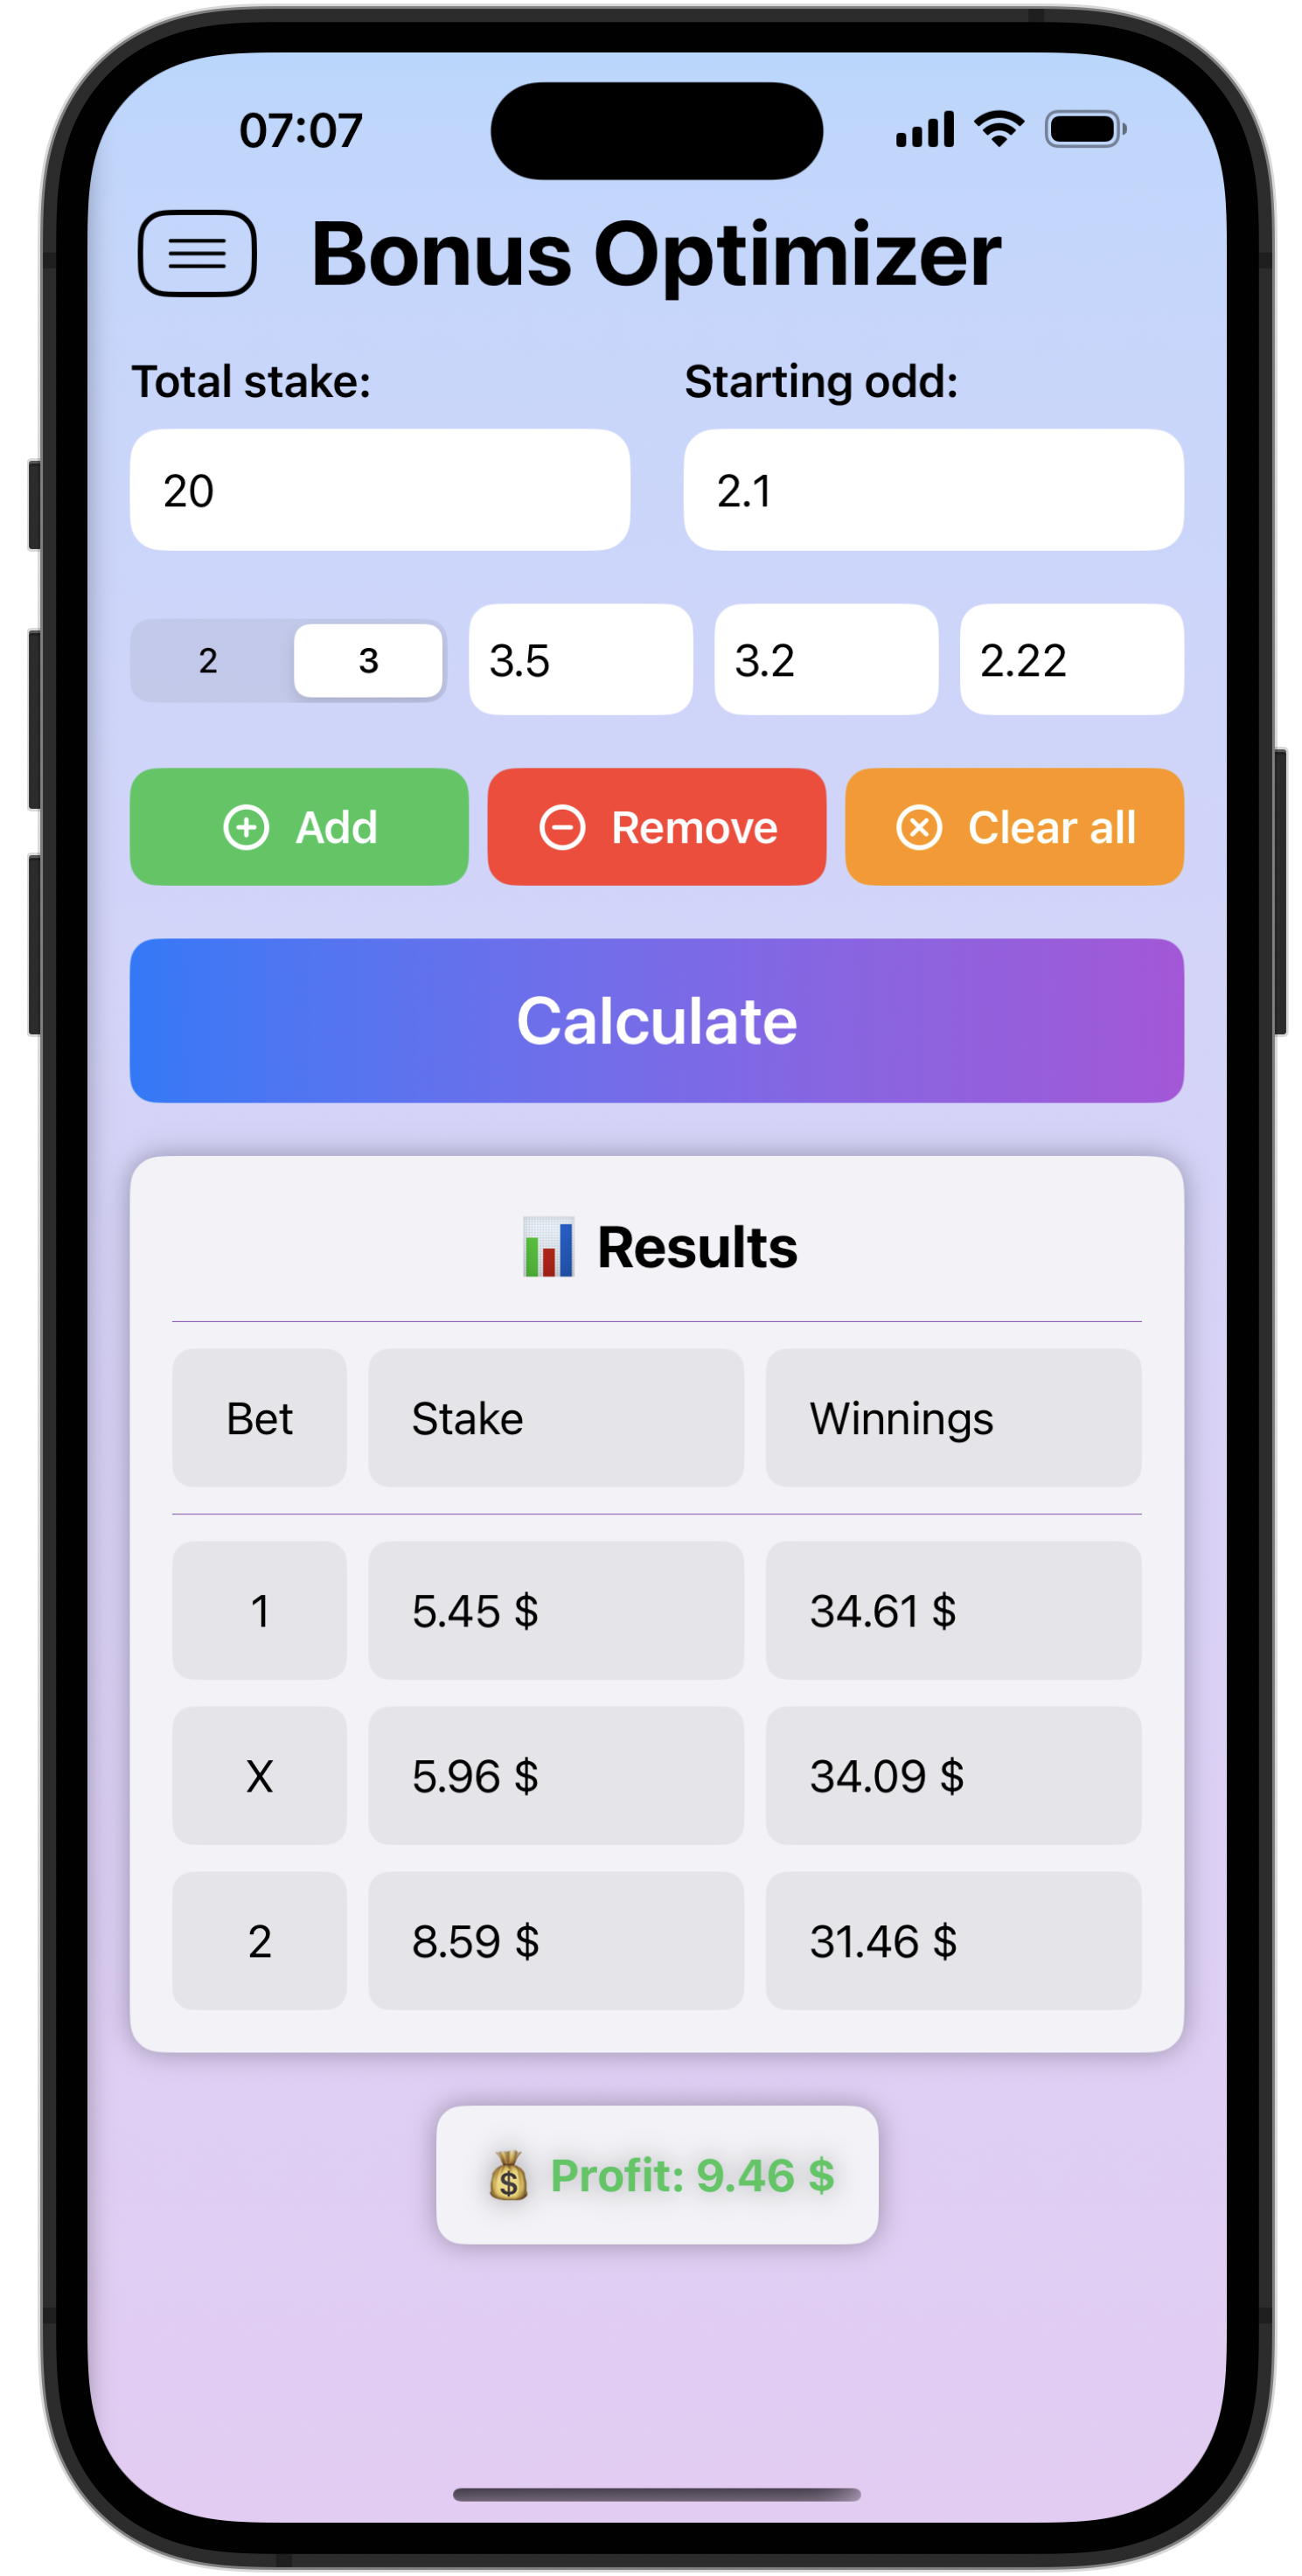 07:07
Bonus Optimizer
Total stake: Starting odd:
20 2.1
2 3 3.5 3.2 2.22
Add Remove Clear all
Calculate
Results
Bet Stake Winnings
1 5.45 $ 34.61 $
X 5.96 $ 34.09 $
2 8.59 $ 31.46 $
Profit: 9.46 $